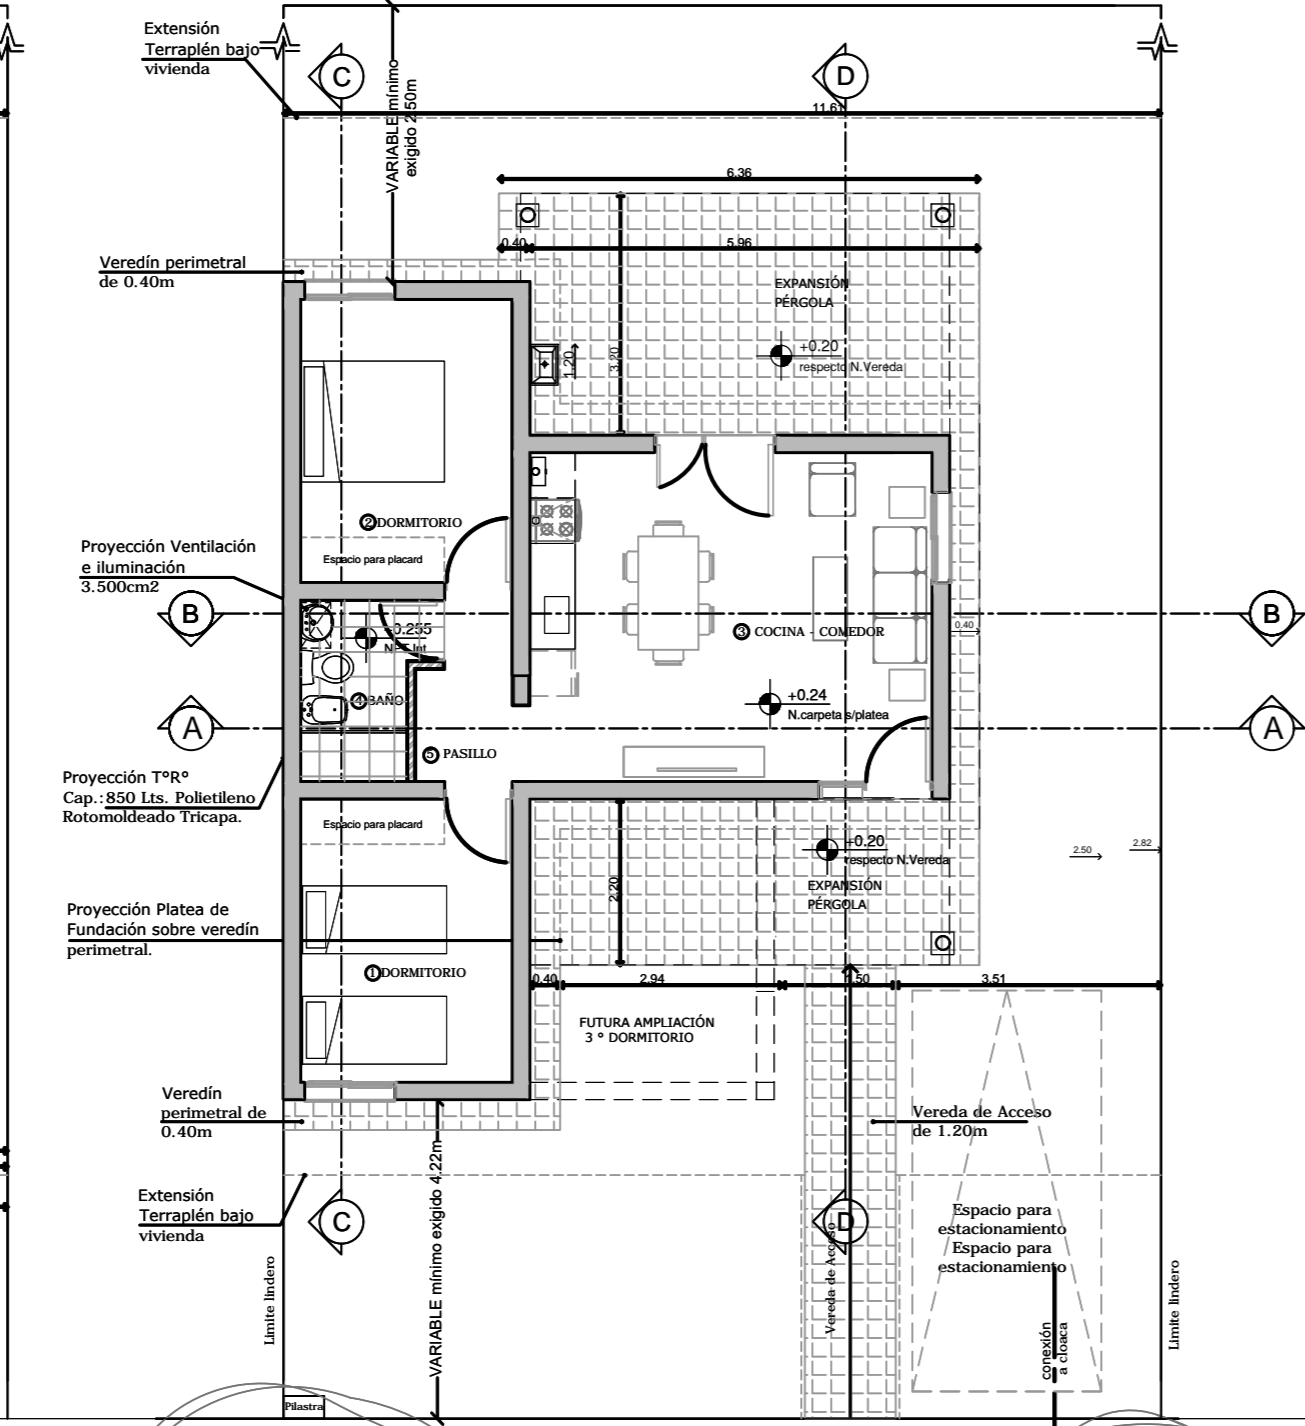 Extensión
Terraplén bajo
vivienda
C
D
VARIABLE mínimo
exigido 2.50m
11.61
6.36
0.40
5.96
Veredín perimetral
de 0.40m
EXPANSIÓN
PÉRGOLA
+0.20
respecto N.Vereda
1.20
3.20
2 DORMITORIO
Espacio para placard
Proyección Ventilación
e iluminación
3.500cm2
B
B
0.255
3 COCINA - COMEDOR
0.40
4 BAÑO
+0.24
N.carpeta s/platea
A
A
5 PASILLO
Proyección T°R°
Cap.:850 Lts. Polietileno
Rotomoldeado Tricapa.
Espacio para placard
+0.20
respecto N.Vereda
2.50
2.82
EXPANSIÓN
PÉRGOLA
2.20
Proyección Platea de
Fundación sobre veredín
perimetral.
1 DORMITORIO
0.40
2.94
1.50
3.51
FUTURA AMPLIACIÓN
3 ° DORMITORIO
Veredín
perimetral de
0.40m
Vereda de Acceso
de 1.20m
VARIABLE mínimo exigido 4.22m
Extensión
Terraplén bajo
vivienda
C
D
Vereda de Acceso
Espacio para
estacionamiento
Espacio para
estacionamiento
Limite lindero
Limite lindero
conexión
a cloaca
Pilastra